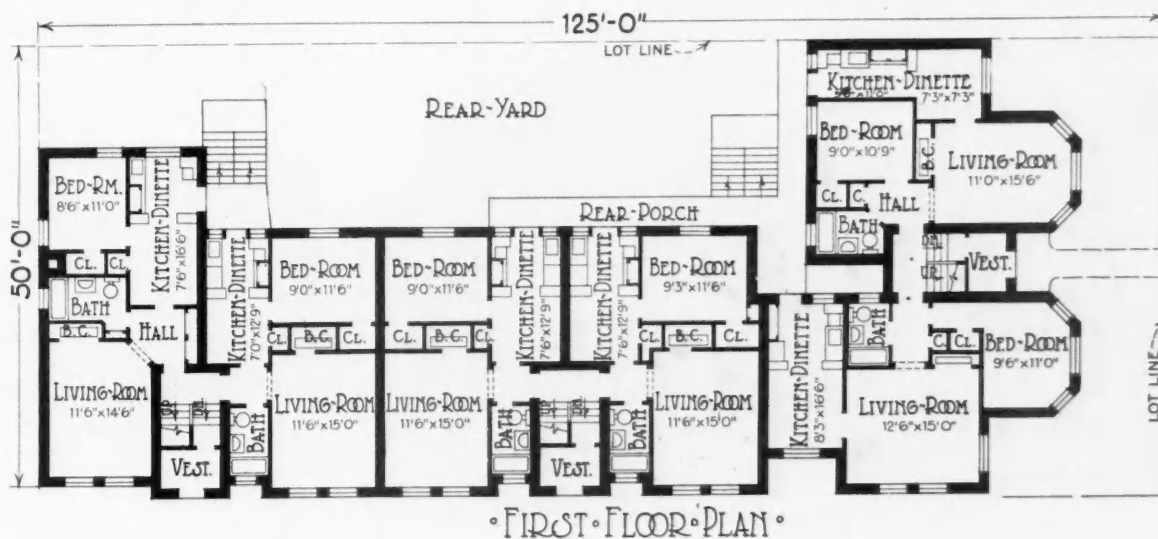 125'-0"
LOT LINE
50'-0"
REAR-YARD
KITCHEN-DINETTE
7'3"x7'3"
BED-ROOM
9'0"x10'9"
B.C.
LIVING-ROOM
11'0"x15'6"
CL.
C.
HALL
BATH
DN.
UP.
VEST.
BED-RM.
8'6"x11'0"
KITCHEN-DINETTE
7'6"x16'6"
CL.
CL.
BATH
B.C.
HALL
LIVING-ROOM
11'6"x14'6"
UP.
DN.
VEST.
REAR-PORCH
KITCHEN-DINETTE
7'0"x12'9"
BED-ROOM
9'0"x11'6"
CL.
B.C.
CL.
LIVING-ROOM
11'6"x15'0"
BATH
BED-ROOM
9'0"x11'6"
KITCHEN-DINETTE
7'6"x12'9"
CL.
B.C.
CL.
LIVING-ROOM
11'6"x15'0"
BATH
UP.
DN.
VEST.
KITCHEN-DINETTE
7'6"x12'9"
BED-ROOM
9'3"x11'6"
CL.
B.C.
CL.
LIVING-ROOM
11'6"x15'0"
BATH
KITCHEN-DINETTE
8'3"x16'6"
BATH
C.
CL.
BED-ROOM
9'6"x11'0"
LIVING-ROOM
12'6"x15'0"
LOT LINE
•FIRST•FLOOR•PLAN•